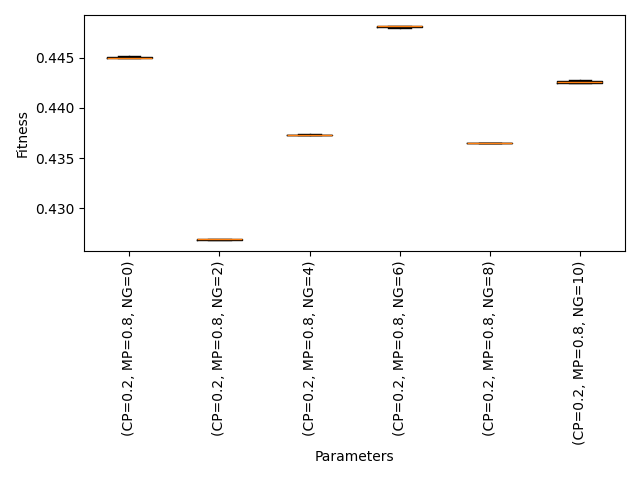 Fitness
0.445
0.440
0.435
0.430
(CP=0.2, MP=0.8, NG=0)
(CP=0.2, MP=0.8, NG=2)
(CP=0.2, MP=0.8, NG=4)
(CP=0.2, MP=0.8, NG=6)
(CP=0.2, MP=0.8, NG=8)
(CP=0.2, MP=0.8, NG=10)
Parameters